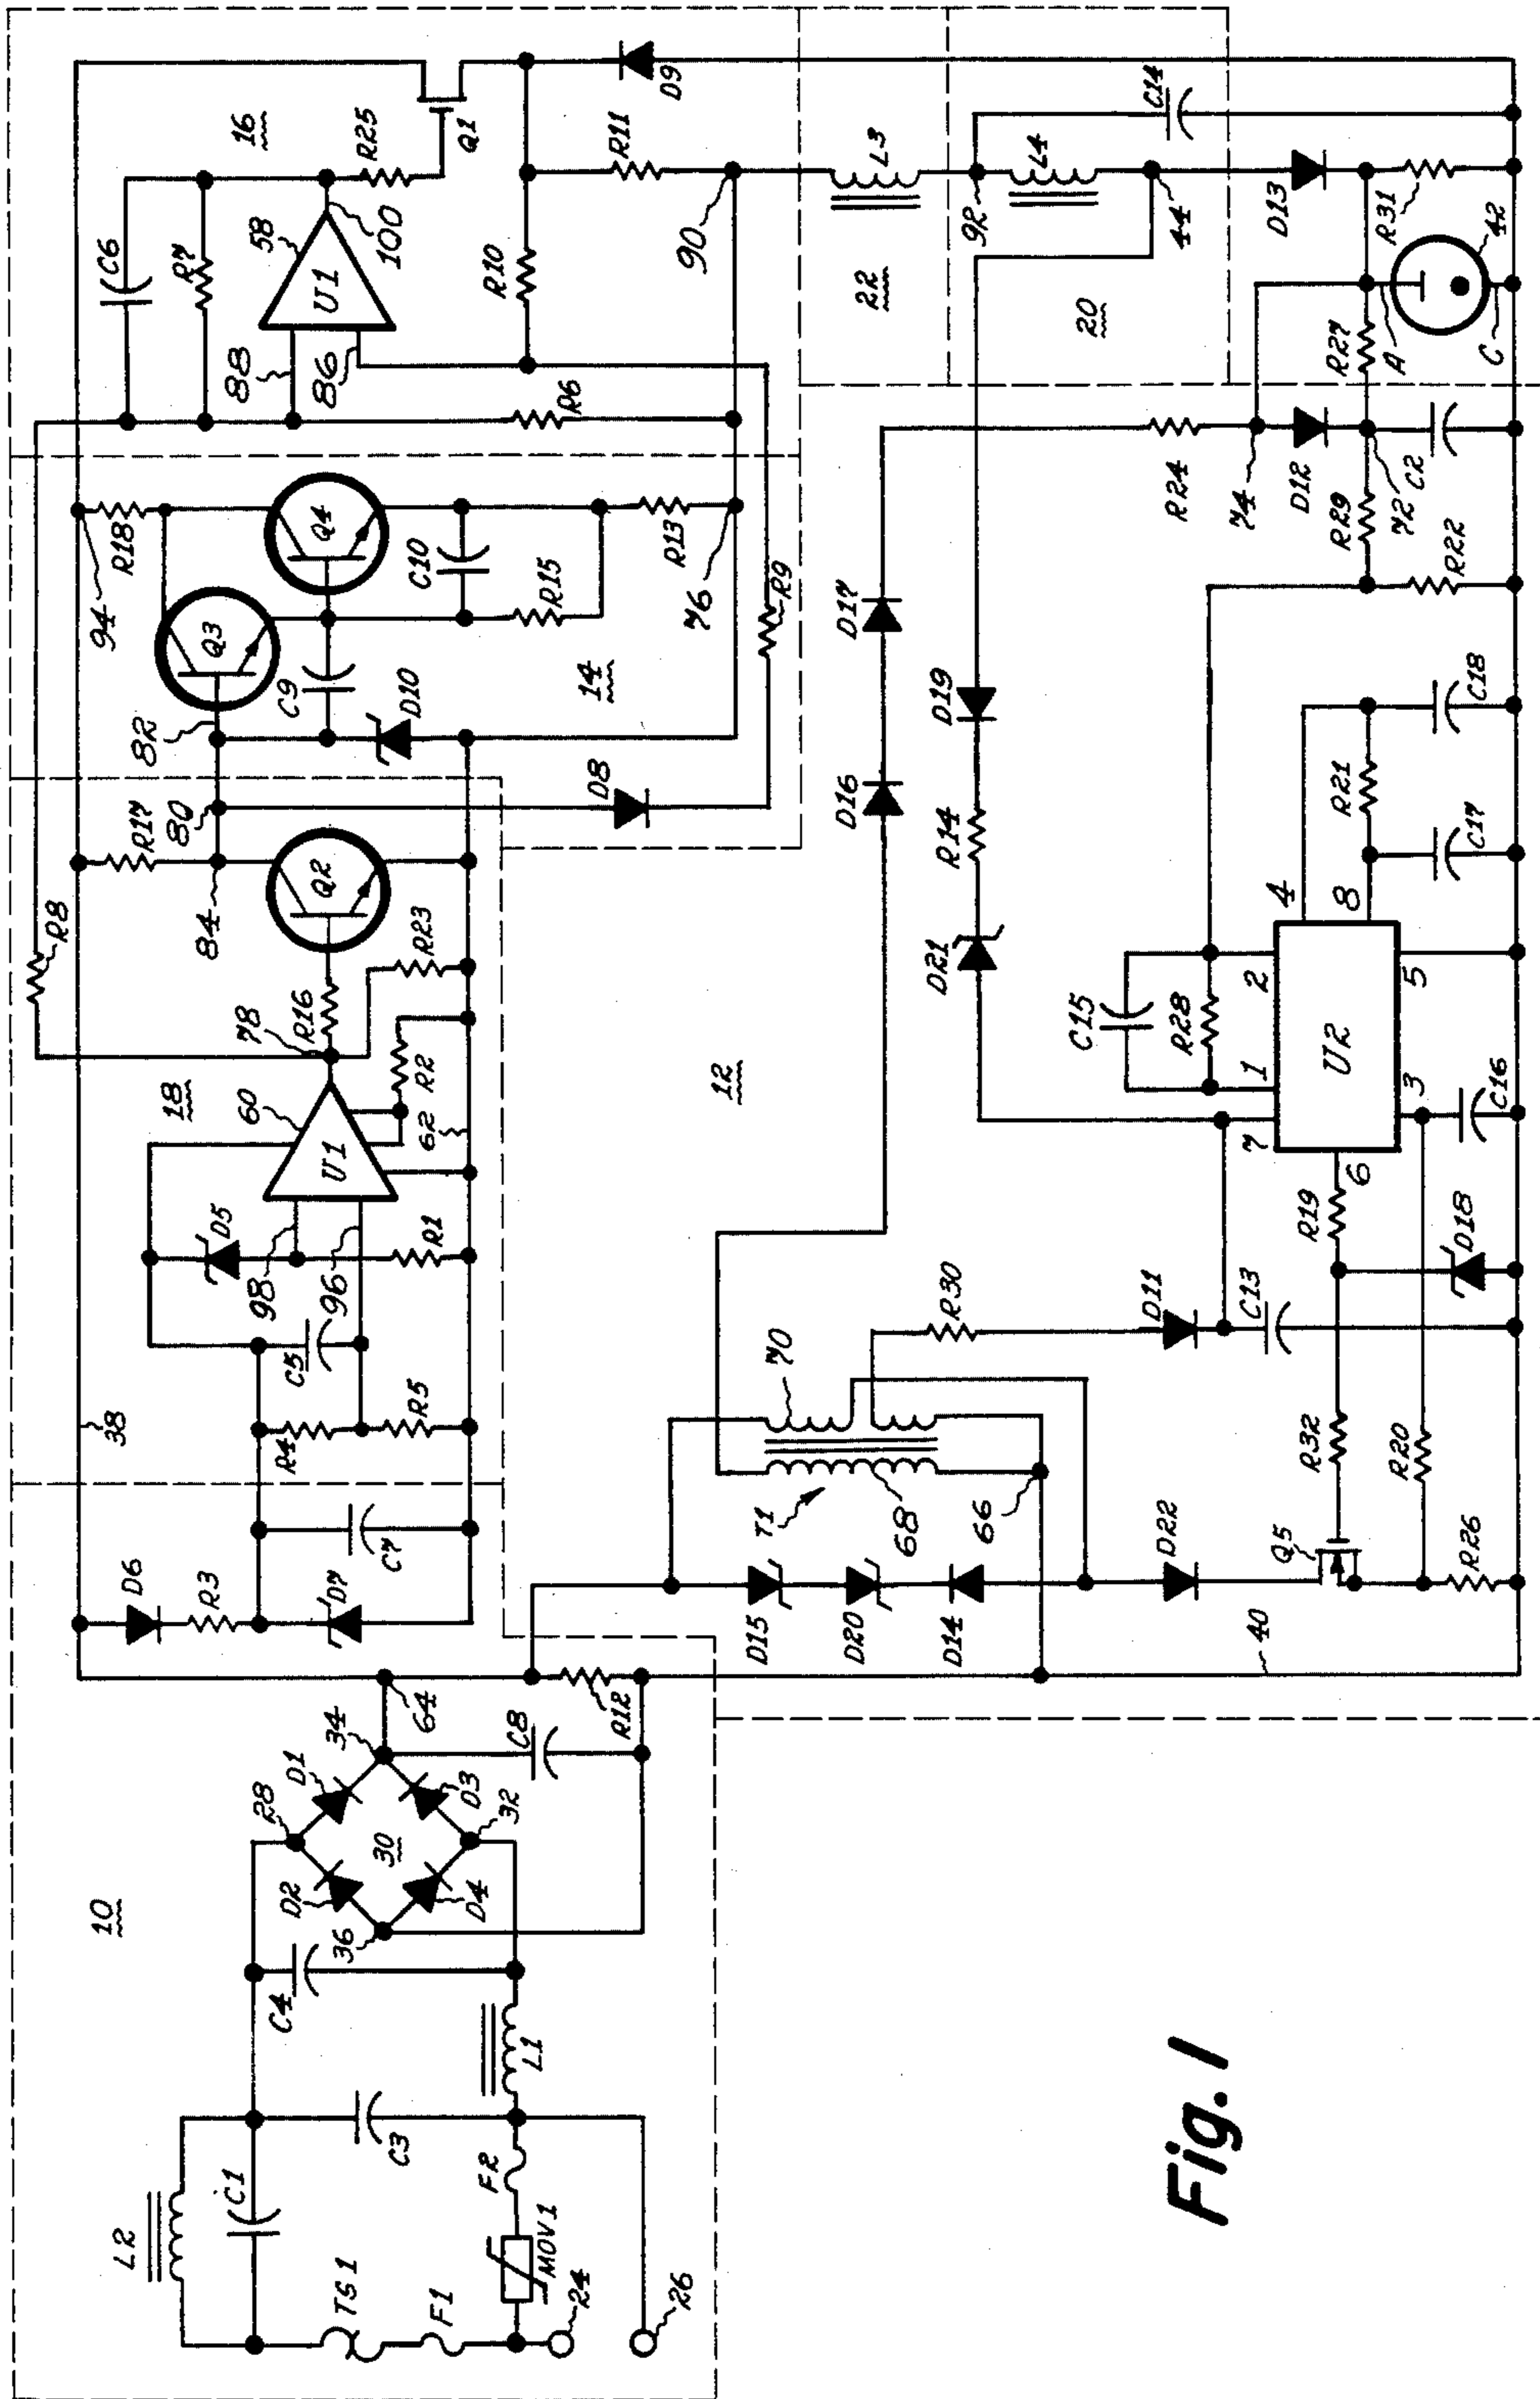 10
L2
C1
TS1
F1
24
26
MOV1
F2
C3
L1
C4
28
D1
D2
30
D3
D4
32
34
36
64
C8
R12
D6
R3
D7
C7
38
R4
R5
C5
D5
98
96
R1
U1
60
62
18
78
R2
R16
R23
R8
R17
84
80
Q2
82
D8
Q3
C9
D10
14
94
R18
Q4
C10
R15
R13
76
R9
C6
R7
88
86
U1
58
100
R6
16
R25
Q1
R10
R11
90
D9
22
L3
92
20
L4
44
C14
D13
R31
42
A
C
R27
12
D15
D20
D14
T1
68
70
66
40
D22
Q5
R26
R32
R20
R30
D11
C13
R19
D18
C16
U2
7
1
2
6
3
5
4
8
C15
R28
D21
R14
D19
D16
D17
R24
74
D12
72
C2
R29
R22
R21
C17
C18
Fig. 1